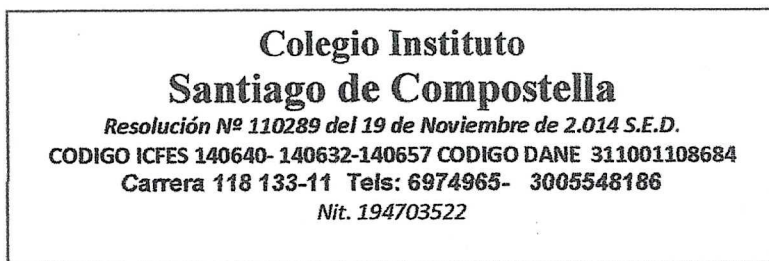 Colegio Instituto
Santiago de Compostella
Resolución Nº 110289 del 19 de Noviembre de 2.014 S.E.D.
CODIGO ICFES 140640- 140632-140657 CODIGO DANE 311001108684
Carrera 118 133-11 Tels: 6974965- 3005548186
Nit. 194703522